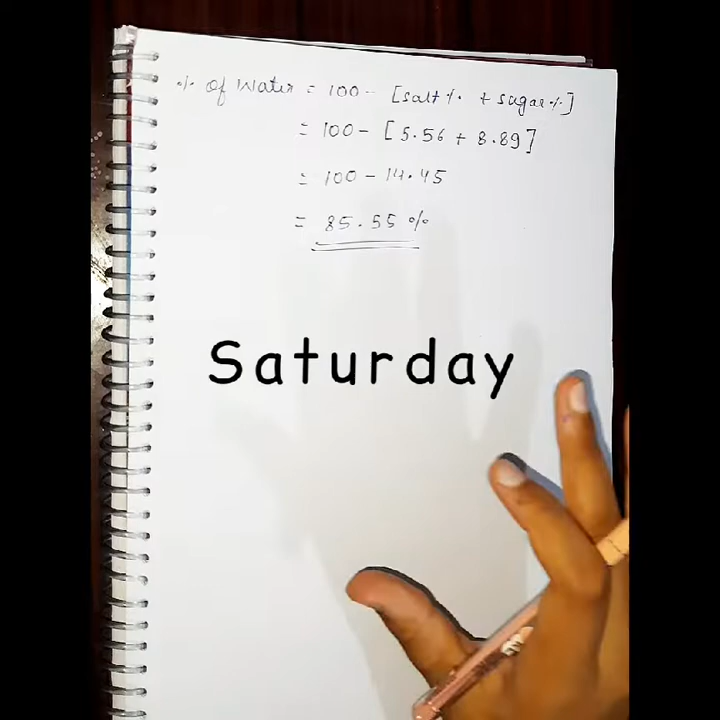 % of Water = 100 - [salt % + sugar %]
= 100 - [5.56 + 8.89]
= 100 - 14.45
= 85.55 %
Saturday